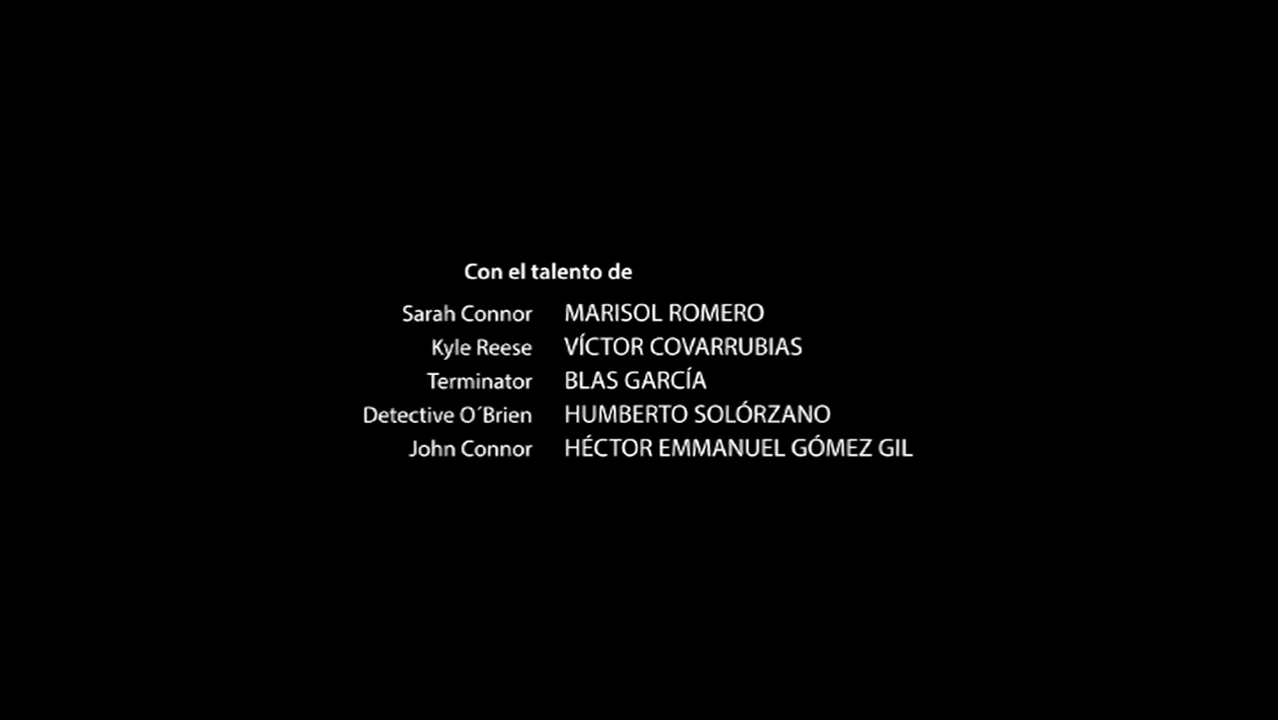 Con el talento de
Sarah Connor MARISOL ROMERO
Kyle Reese VÍCTOR COVARRUBIAS
Terminator BLAS GARCÍA
Detective O´Brien HUMBERTO SOLÓRZANO
John Connor HÉCTOR EMMANUEL GÓMEZ GIL